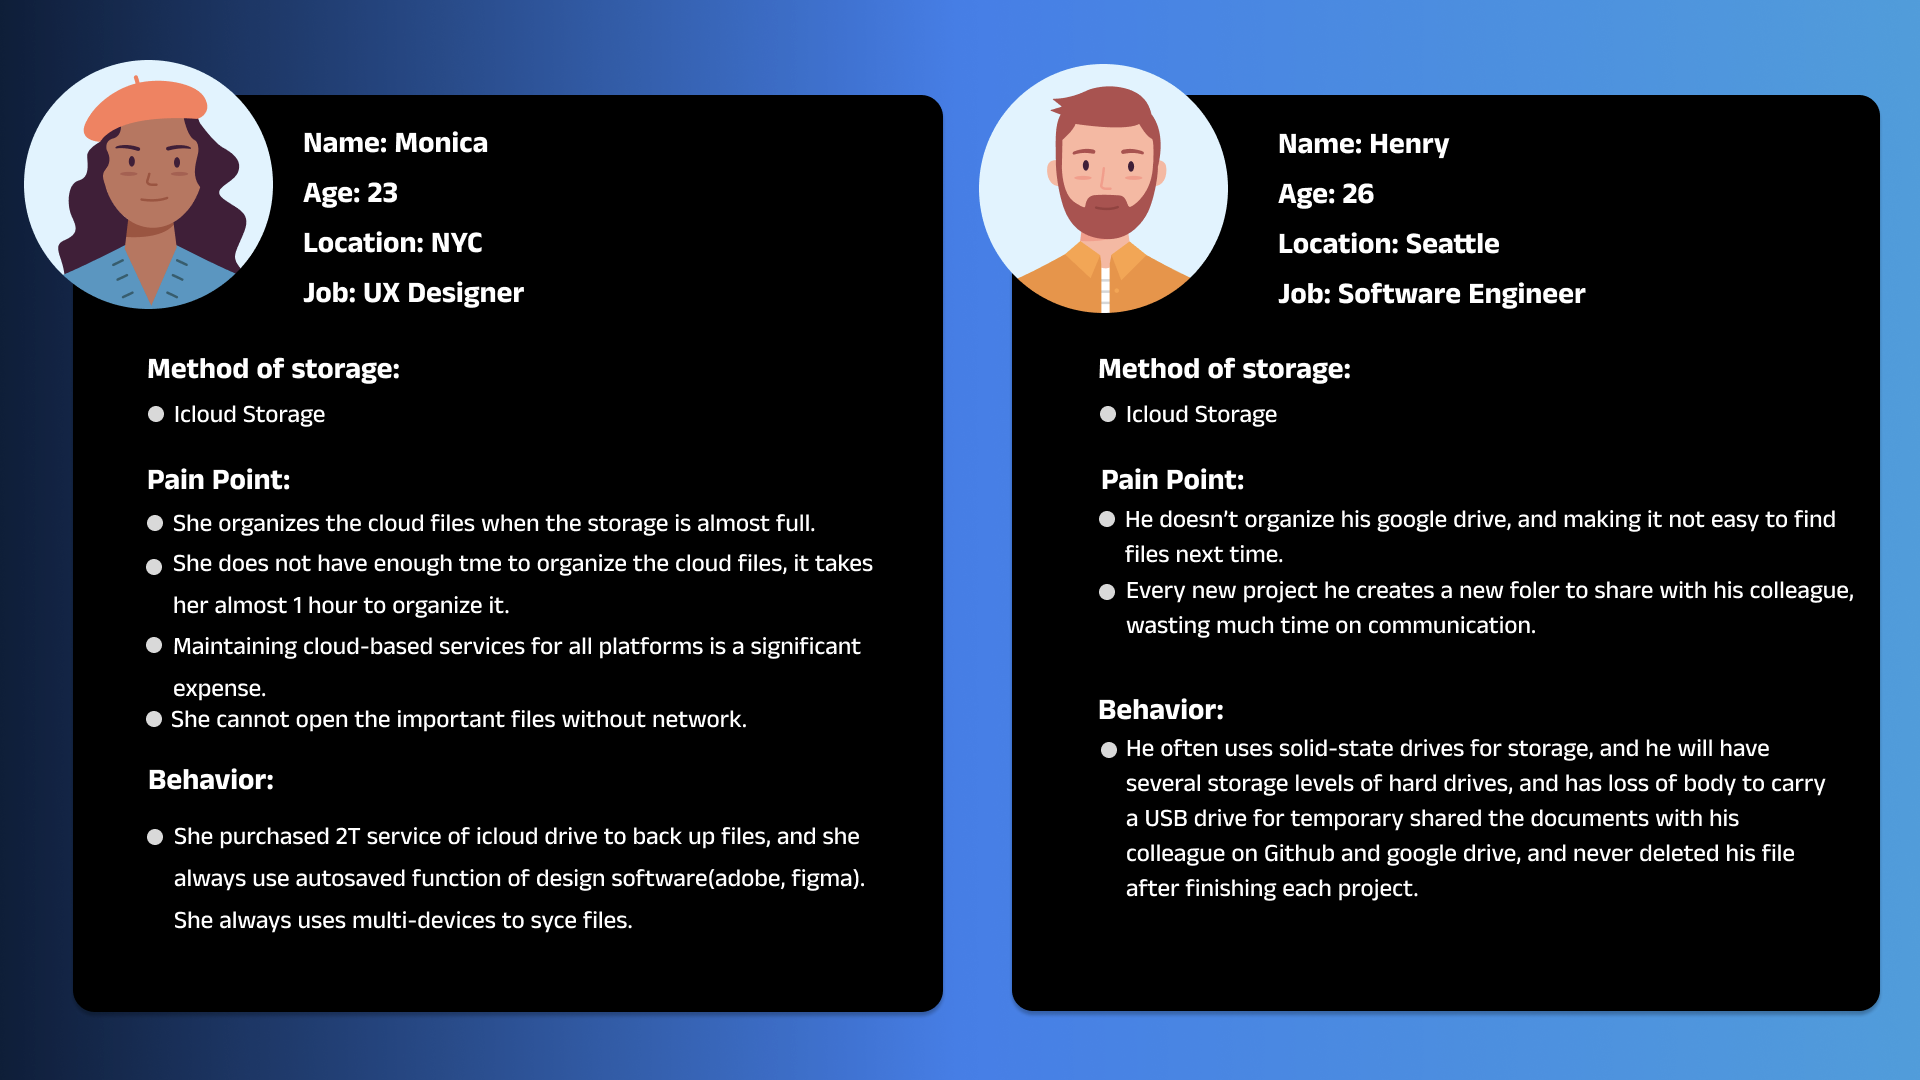 Name: Monica
Age: 23
Location: NYC
Job: UX Designer
Method of storage:
Icloud Storage
Pain Point:
She organizes the cloud files when the storage is almost full.
She does not have enough tme to organize the cloud files, it takes
her almost 1 hour to organize it.
Maintaining cloud-based services for all platforms is a significant
expense.
She cannot open the important files without network.
Behavior:
She purchased 2T service of icloud drive to back up files, and she
always use autosaved function of design software(adobe, figma).
She always uses multi-devices to syce files.
Name: Henry
Age: 26
Location: Seattle
Job: Software Engineer
Method of storage:
Icloud Storage
Pain Point:
He doesn’t organize his google drive, and making it not easy to find
files next time.
Every new project he creates a new foler to share with his colleague,
wasting much time on communication.
Behavior:
He often uses solid-state drives for storage, and he will have
several storage levels of hard drives, and has loss of body to carry
a USB drive for temporary shared the documents with his
colleague on Github and google drive, and never deleted his file
after finishing each project.